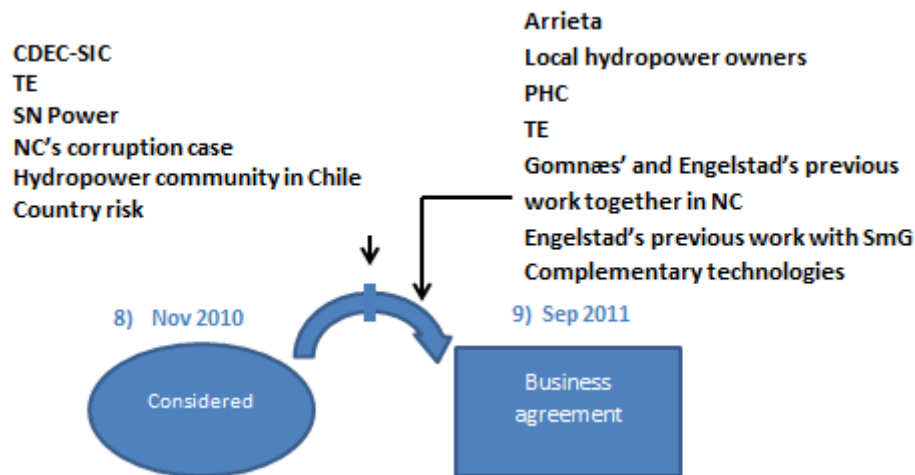 CDEC-SIC
TE
SN Power
NC's corruption case
Hydropower community in Chile
Country risk
Arrieta
Local hydropower owners
PHC
TE
Gomnæs' and Engelstad's previous
work together in NC
Engelstad's previous work with SmG
Complementary technologies
8) Nov 2010
9) Sep 2011
Considered
Business
agreement